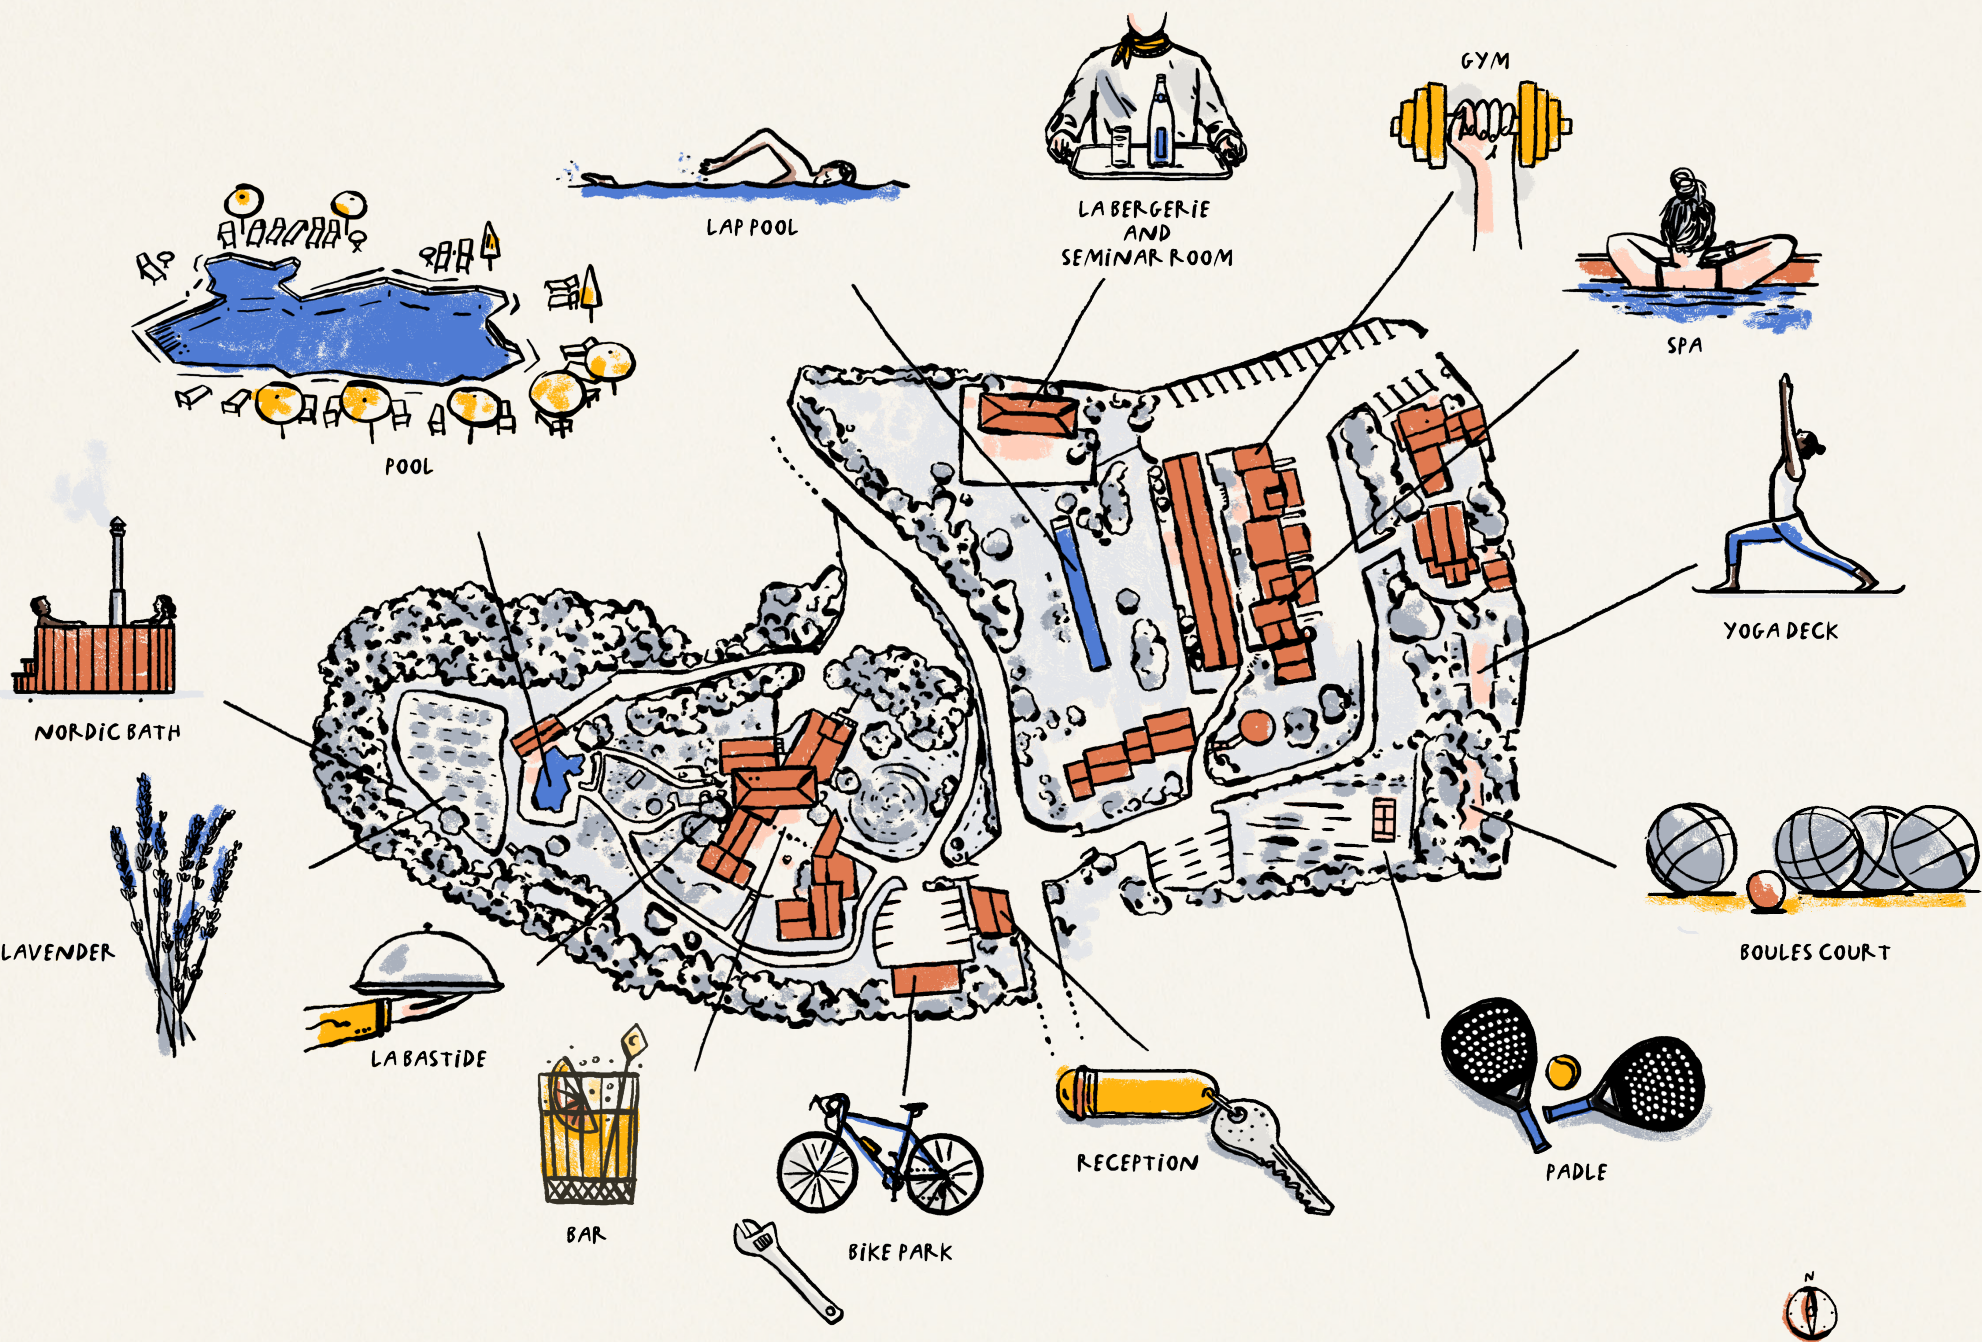 GYM
LA BERGERiE
AND
SEMiNAR ROOM
LAP POOL
SPA
POOL
YOGA DECK
NORDiC BATH
LAVENDER
BOULES COURT
LA BASTiDE
RECEPTiON
PADLE
BAR
BiKE PARK
N